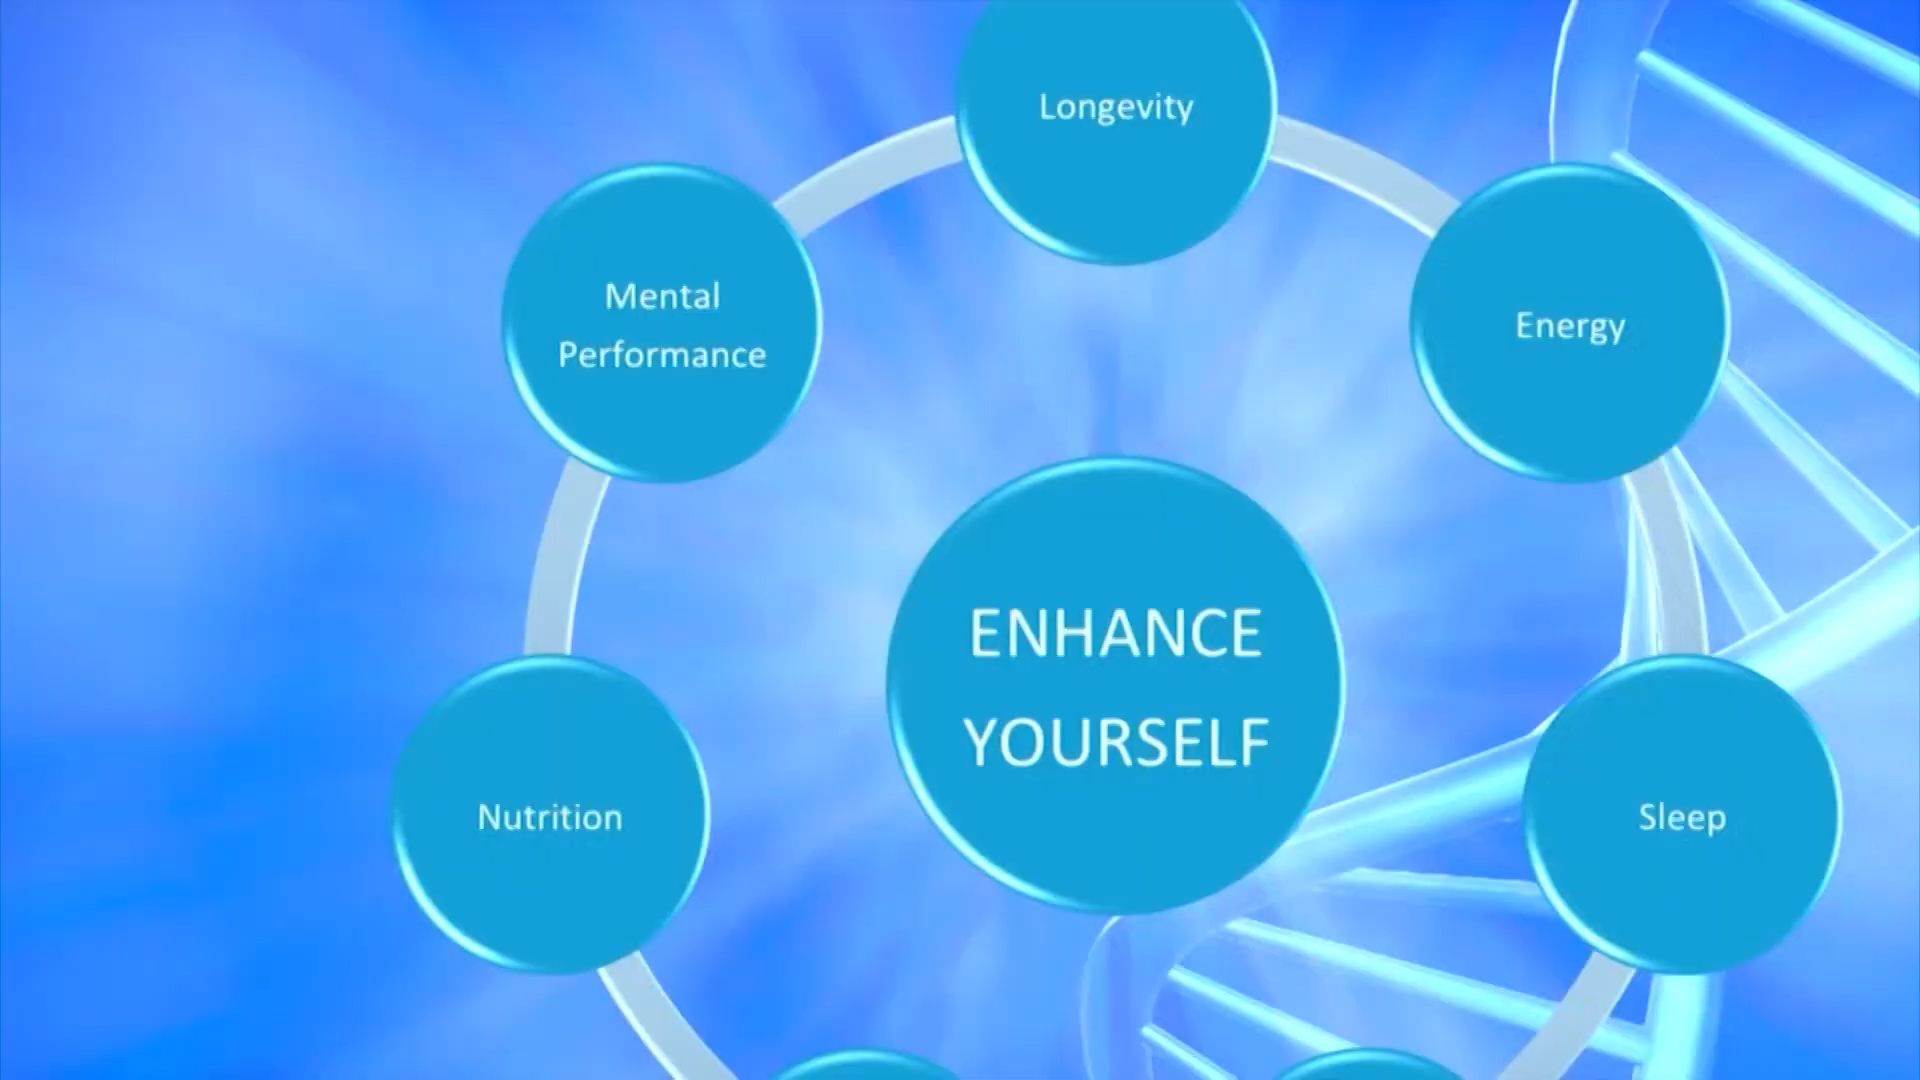 Longevity
Mental
Performance
Energy
ENHANCE
YOURSELF
Nutrition
Sleep